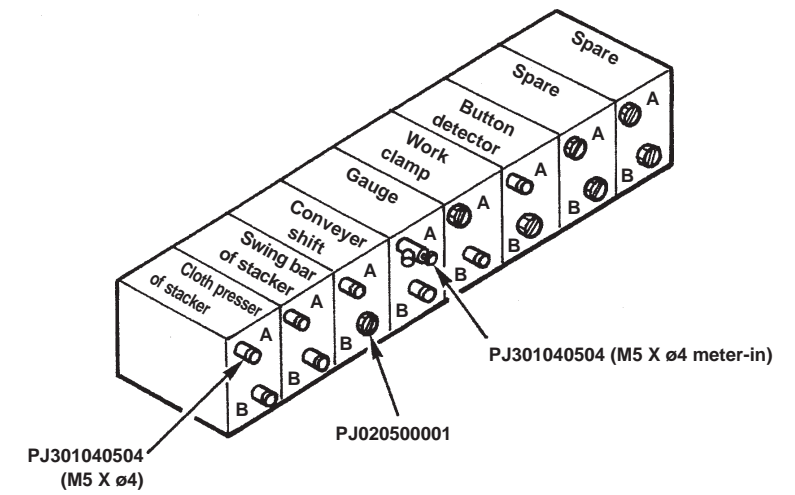 Spare
Spare
Button
detector
Work
clamp
Gauge
Conveyer
shift
Swing bar
of stacker
Cloth presser
of stacker
A
B
A
B
A
B
A
B
A
B
A
B
A
B
A
B
PJ301040504 (M5 X ø4 meter-in)
PJ020500001
PJ301040504
(M5 X ø4)